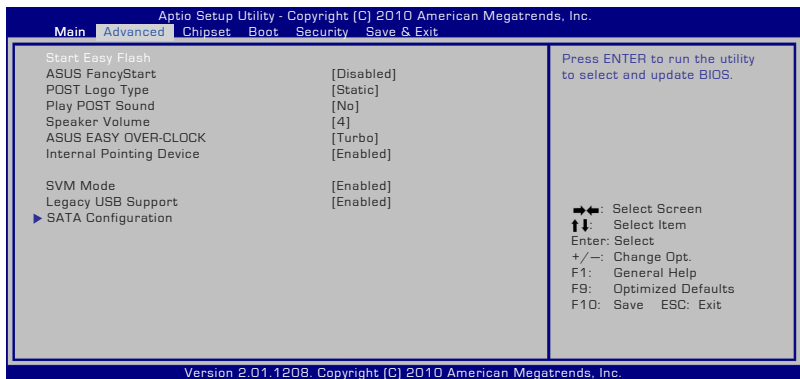 Aptio Setup Utility - Copyright (C) 2010 American Megatrends, Inc.
Main Advanced Chipset Boot Security Save & Exit
Start Easy Flash
ASUS FancyStart [Disabled]
POST Logo Type [Static]
Play POST Sound [No]
Speaker Volume [4]
ASUS EASY OVER-CLOCK [Turbo]
Internal Pointing Device [Enabled]
SVM Mode [Enabled]
Legacy USB Support [Enabled]
SATA Configuration
Press ENTER to run the utility
to select and update BIOS.
→←: Select Screen
↑↓: Select Item
Enter: Select
+/—: Change Opt.
F1: General Help
F9: Optimized Defaults
F10: Save ESC: Exit
Version 2.01.1208. Copyright (C) 2010 American Megatrends, Inc.